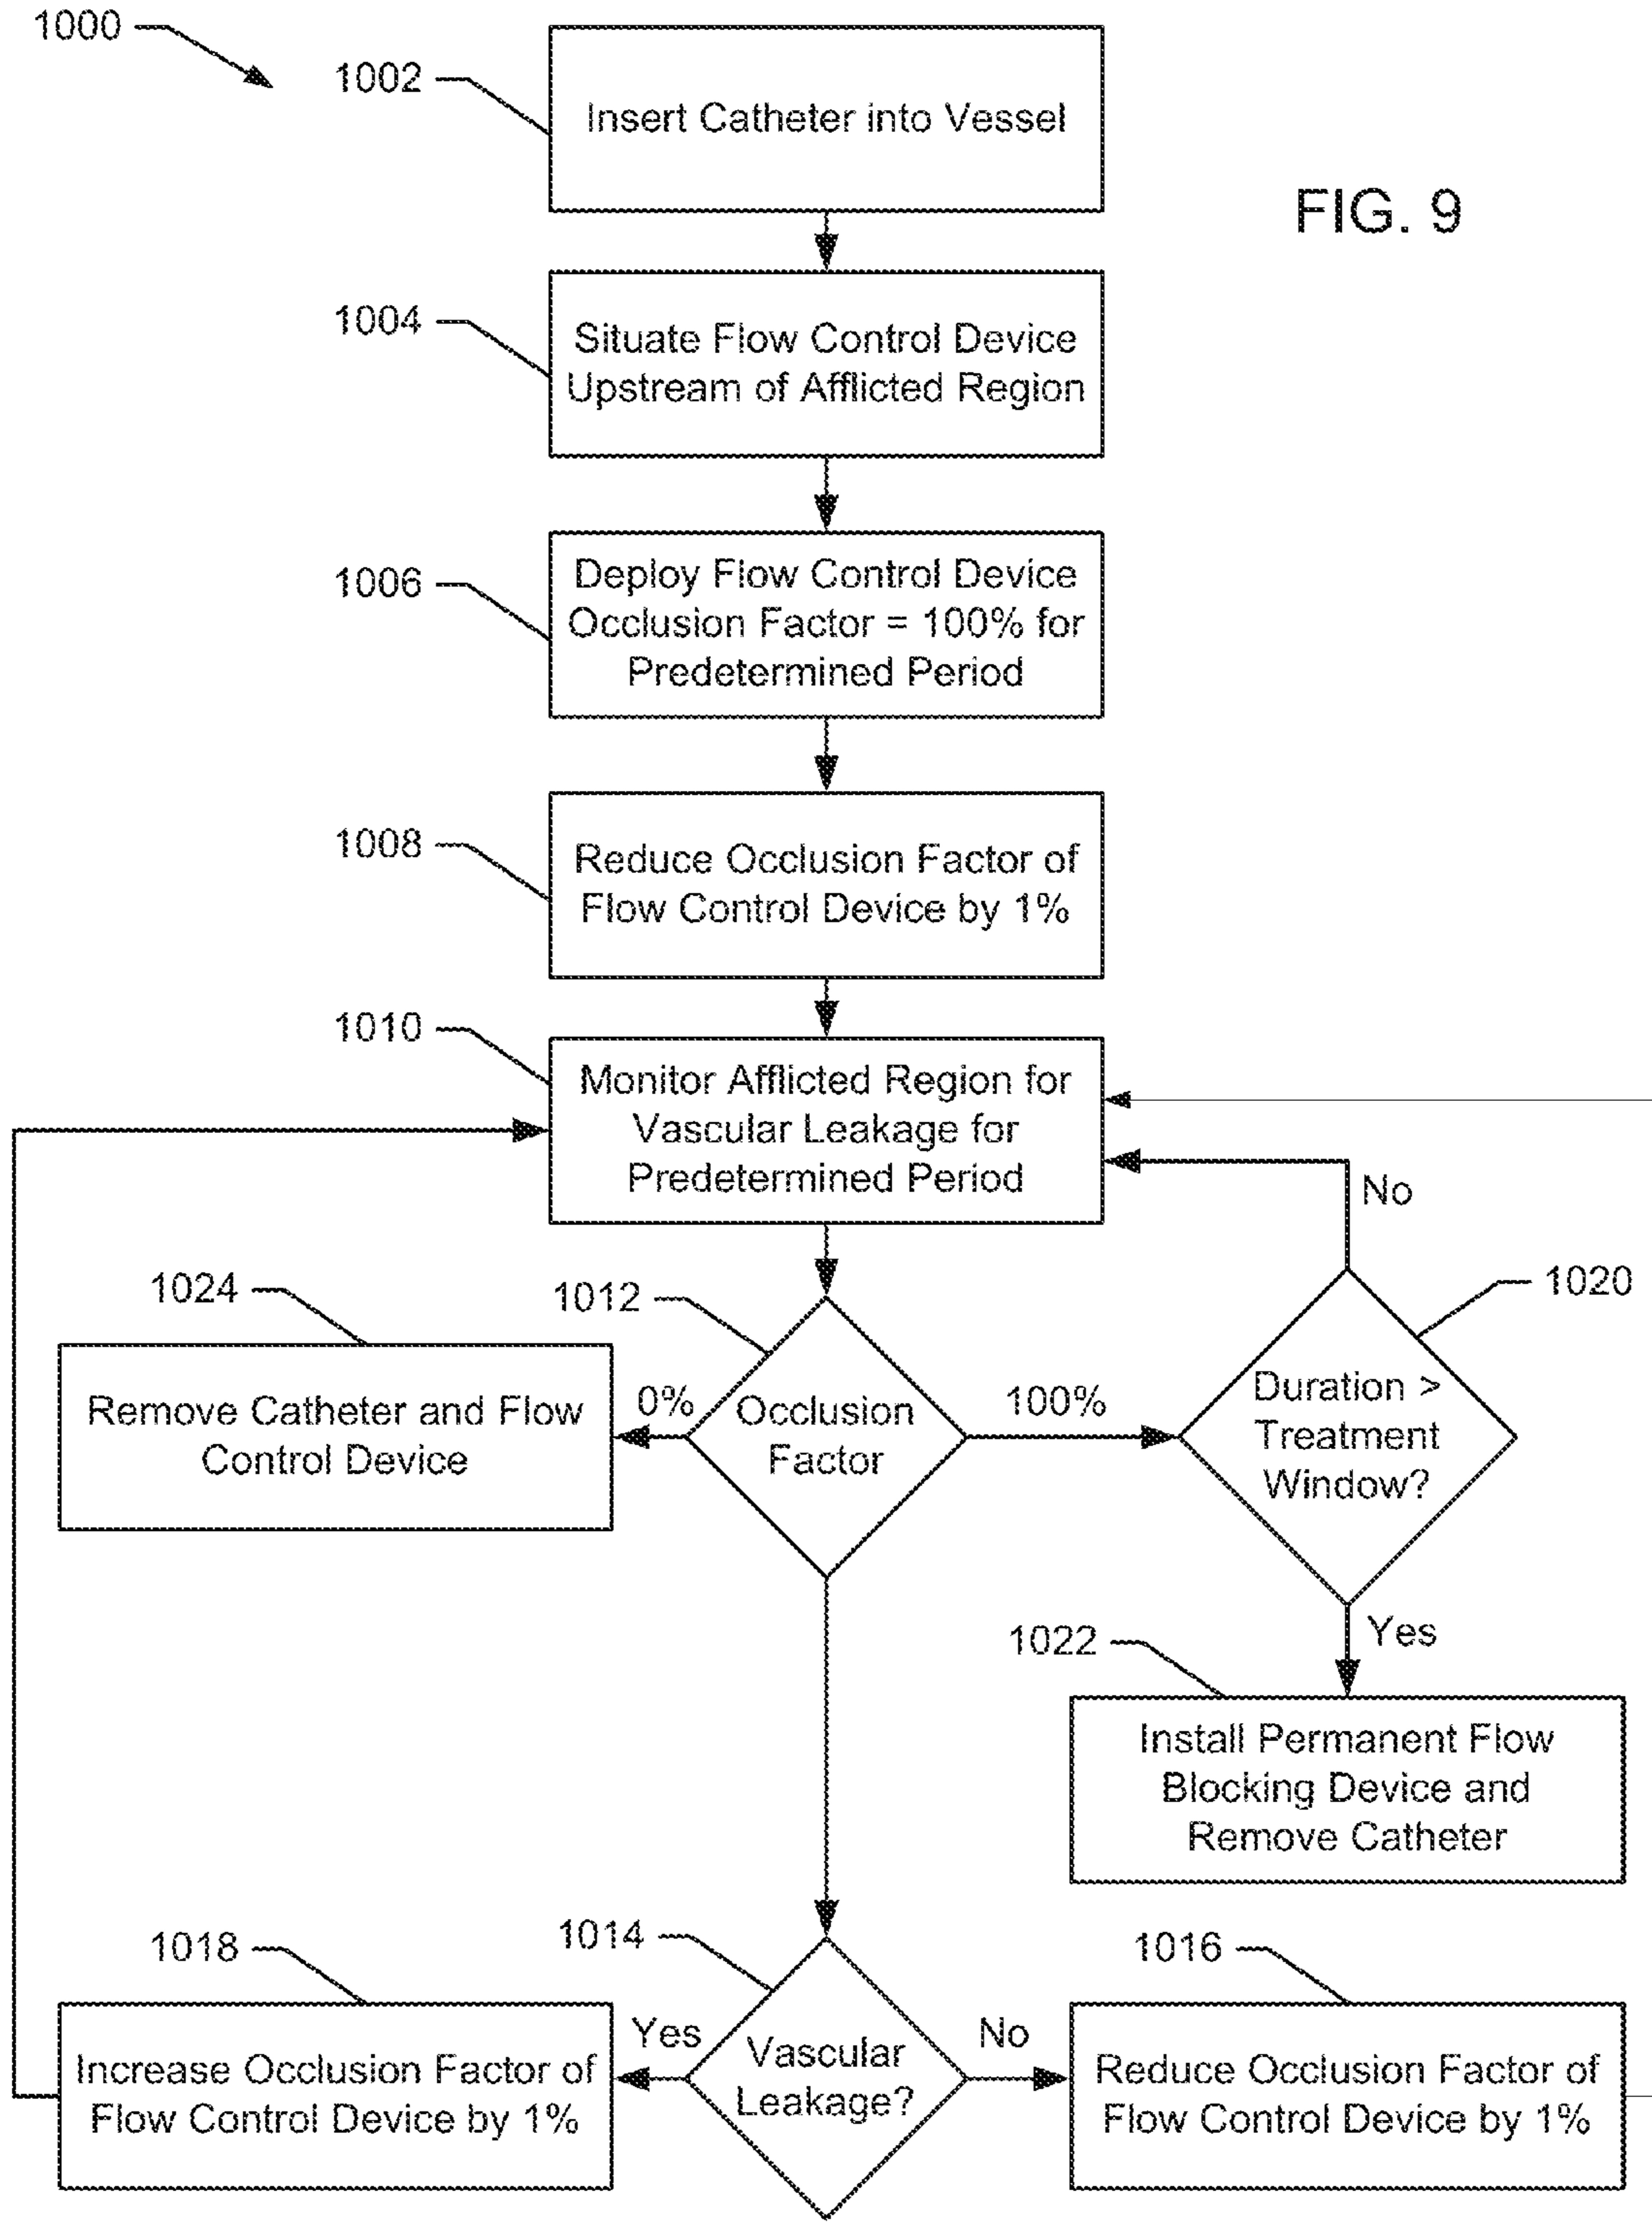 1000
1002
Insert Catheter into Vessel
FIG. 9
1004
Situate Flow Control Device
Upstream of Afflicted Region
1006
Deploy Flow Control Device
Occlusion Factor = 100% for
Predetermined Period
1008
Reduce Occlusion Factor of
Flow Control Device by 1%
1010
Monitor Afflicted Region for
Vascular Leakage for
Predetermined Period
No
1024
1012
1020
Remove Catheter and Flow
Control Device
0%
Occlusion
Factor
100%
Duration >
Treatment
Window?
Yes
1022
Install Permanent Flow
Blocking Device and
Remove Catheter
1018
1014
1016
Increase Occlusion Factor of
Flow Control Device by 1%
Yes
Vascular
Leakage?
No
Reduce Occlusion Factor of
Flow Control Device by 1%